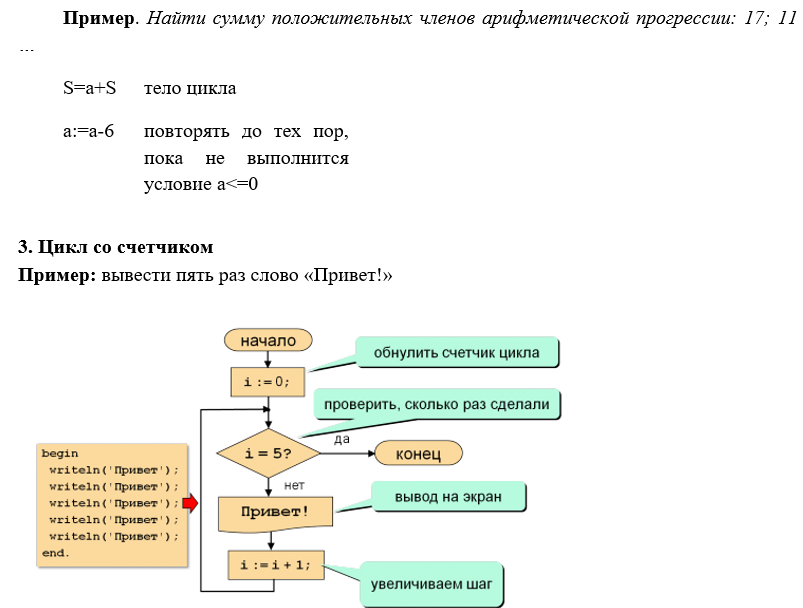 Пример. Найти сумму положительных членов арифметической прогрессии: 17; 11
...
S=a+S тело цикла
a:=a-6 повторять до тех пор,
пока не выполнится
условие a<=0
3. Цикл со счетчиком
Пример: вывести пять раз слово «Привет!»
начало
обнулить счетчик цикла
i:=0;
проверить, сколько раз сделали
i = 5?
да
конец
нет
begin
writeln('Привет');
writeln('Привет');
writeln('Привет');
writeln('Привет');
writeln('Привет');
end.
Привет!
вывод на экран
i:=i+1;
увеличиваем шаг